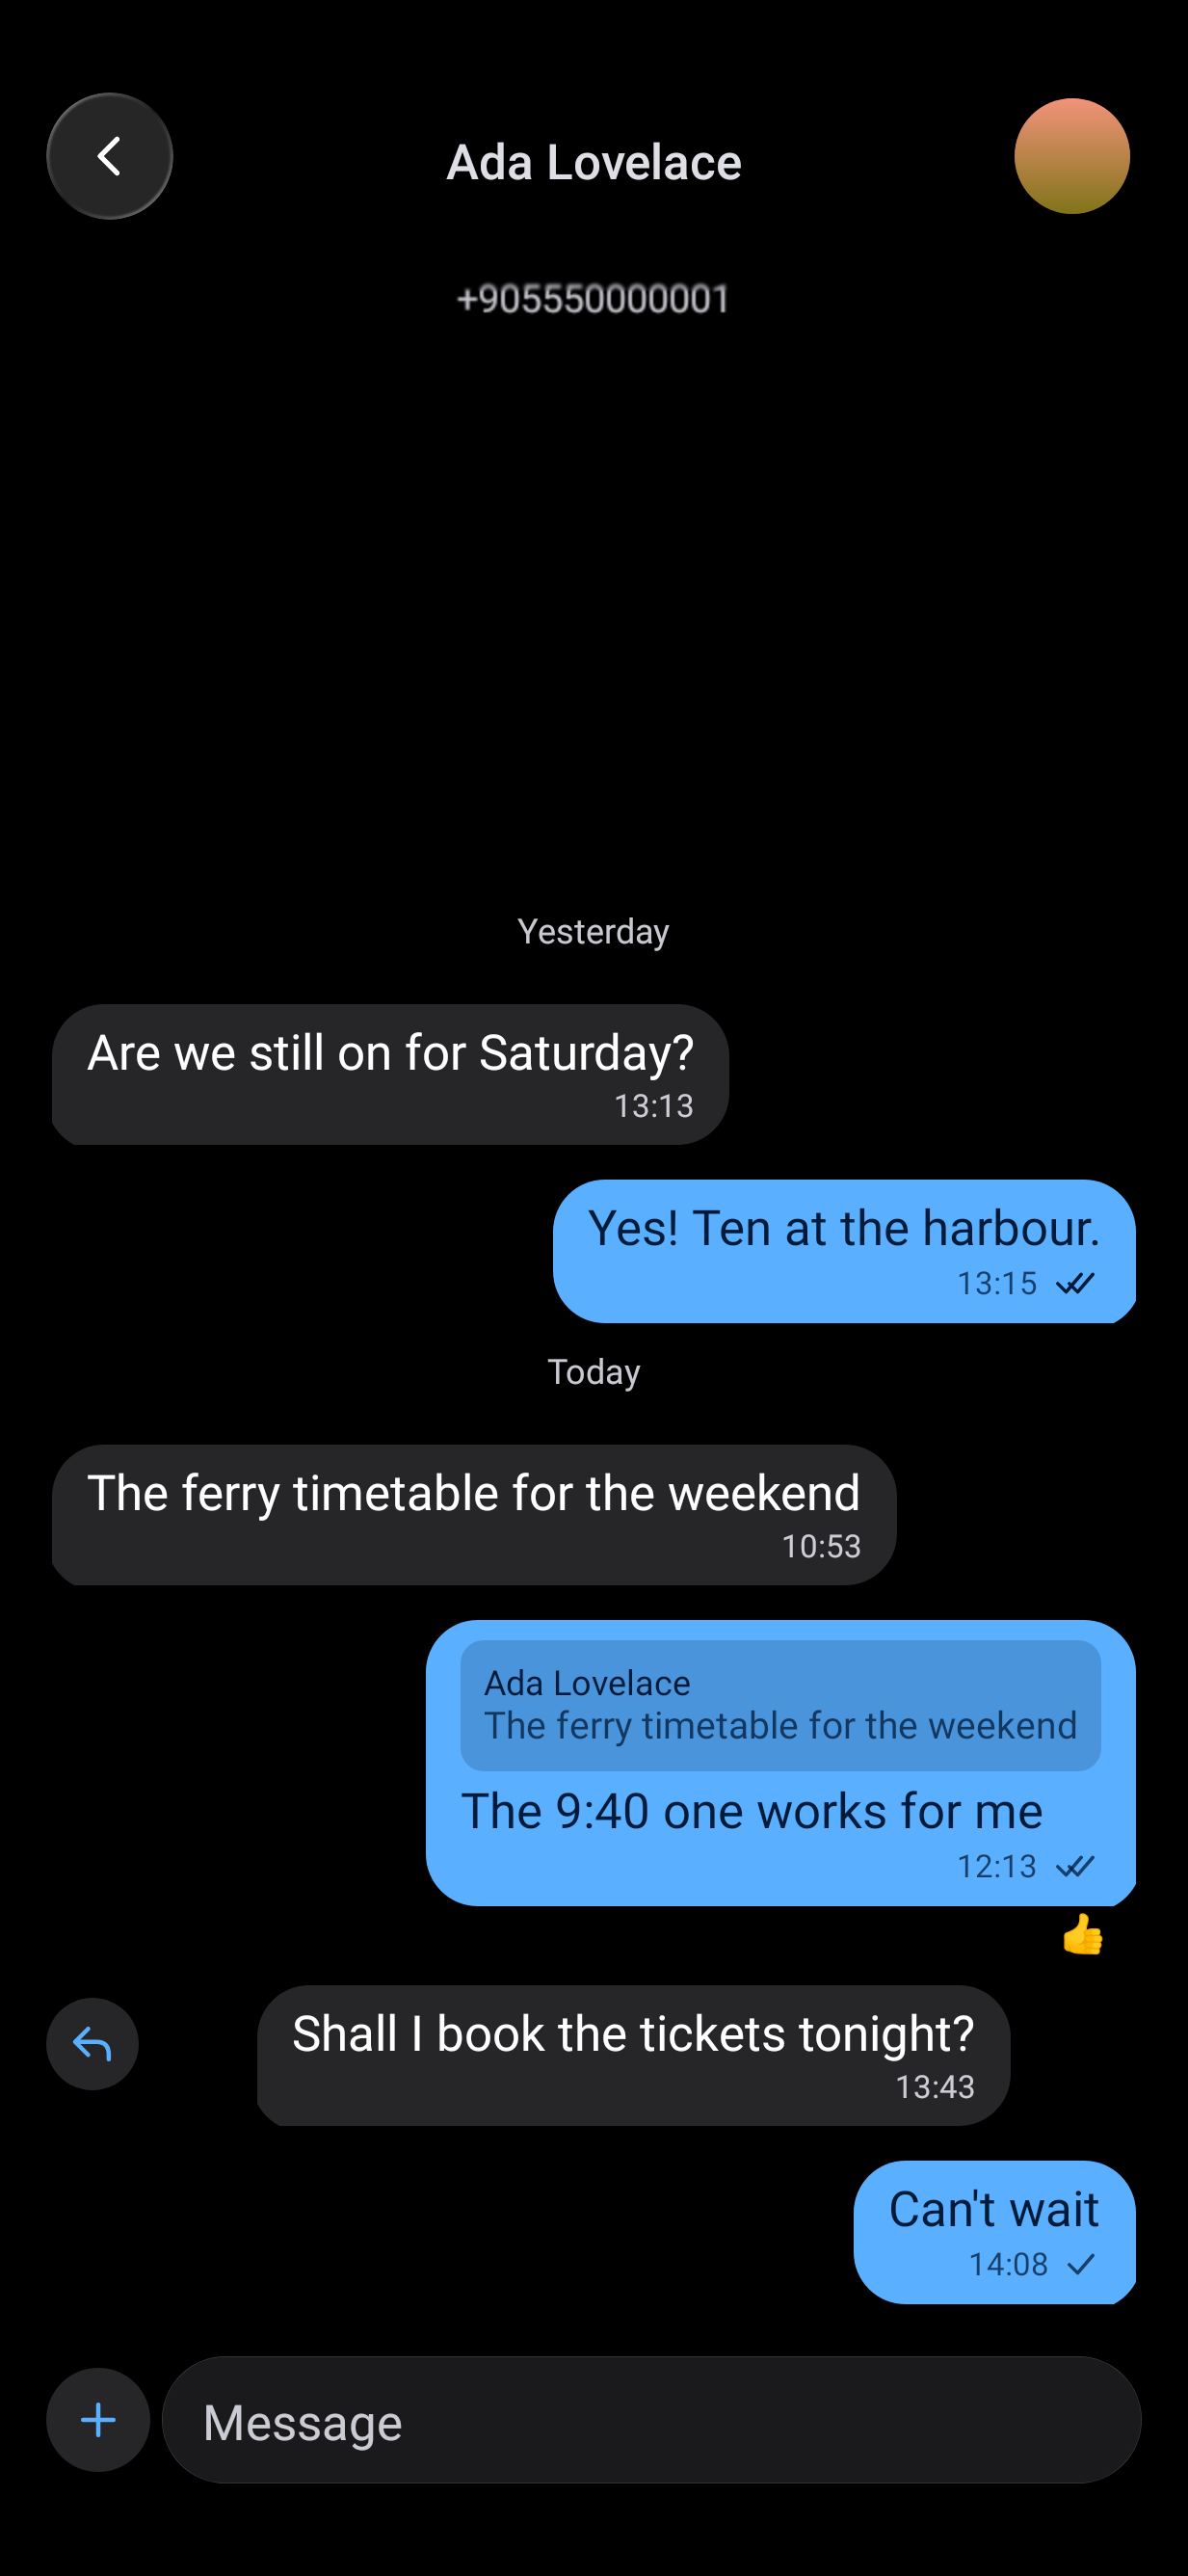 Ada Lovelace
+905550000001
Yesterday
Are we still on for Saturday?
13:13
Yes! Ten at the harbour.
13:15
Today
The ferry timetable for the weekend
10:53
Ada Lovelace
The ferry timetable for the weekend
The 9:40 one works for me
12:13
Shall I book the tickets tonight?
13:43
Can't wait
14:08
Message